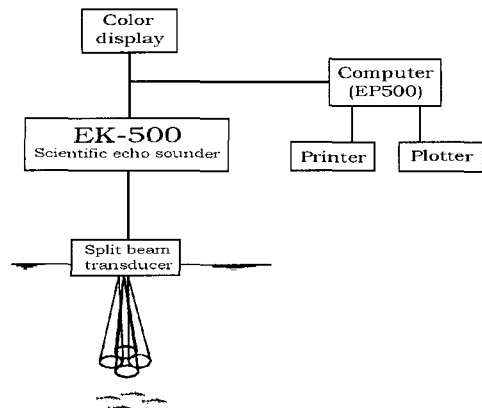 Color
display
Computer
(EP500)
EK-500
Scientific echo sounder
Printer
Plotter
Split beam
transducer